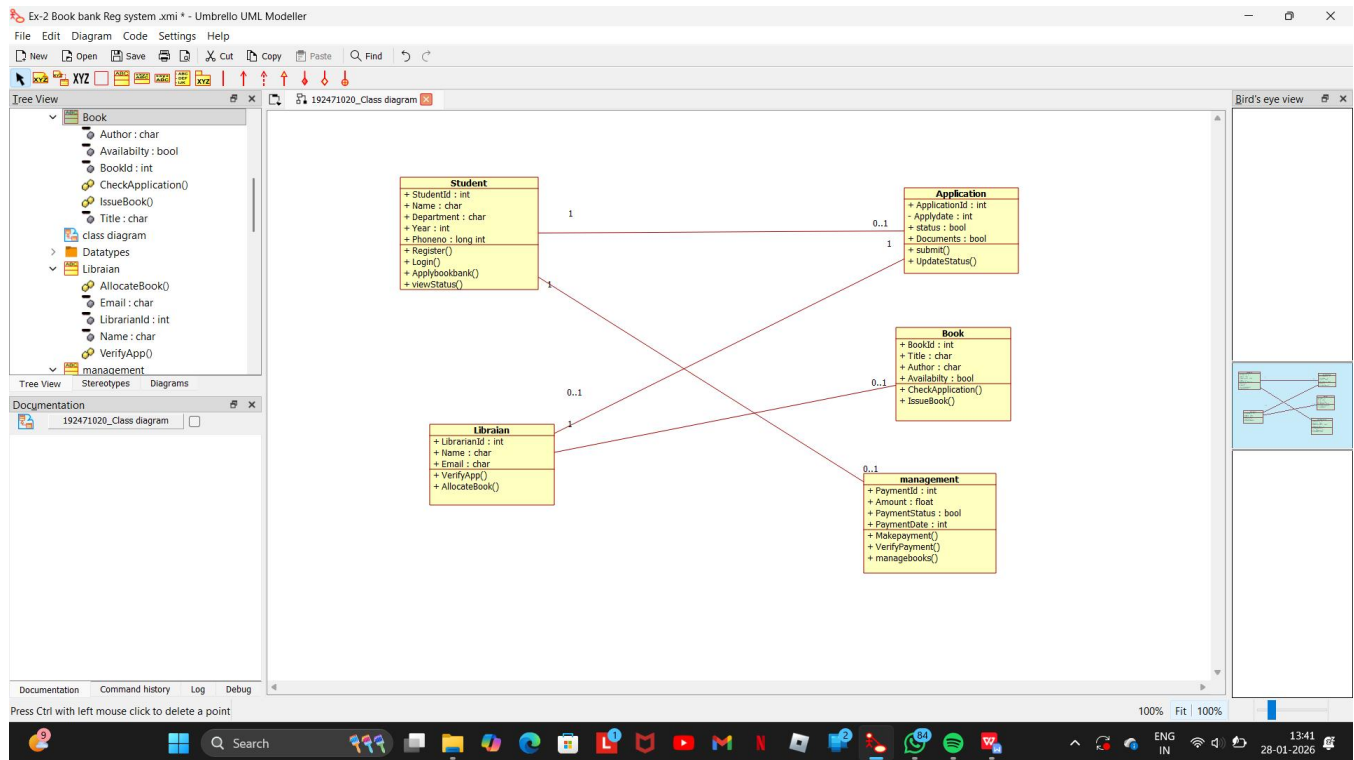 Ex-2 Book bank Reg system .xmi * - Umbrello UML Modeller
File Edit Diagram Code Settings Help
New Open Save Cut Copy Paste Find
XYZ XYZ
Tree View
192471020_Class diagram
Bird's eye view
Book
Author : char
Availabilty : bool
BookId : int
CheckApplication()
IssueBook()
Title : char
class diagram
Datatypes
Libraian
AllocateBook()
Email : char
LibrarianId : int
Name : char
VerifyApp()
management
Tree View Stereotypes Diagrams
Documentation
192471020_Class diagram
Documentation Command history Log Debug
Student
+ StudentId : int
+ Name : char
+ Department : char
+ Year : int
+ Phoneno : long int
+ Register()
+ Login()
+ Applybookbank()
+ viewStatus()
1
0..1
Application
+ ApplicationId : int
- Applydate : int
+ status : bool
+ Documents : bool
+ submit()
+ UpdateStatus()
1
1
Book
+ BookId : int
+ Title : char
+ Author : char
+ Availabilty : bool
+ CheckApplication()
+ IssueBook()
0..1
0..1
1
Libraian
+ LibrarianId : int
+ Name : char
+ Email : char
+ VerifyApp()
+ AllocateBook()
0..1
management
+ PaymentId : int
+ Amount : float
+ PaymentStatus : bool
+ PaymentDate : int
+ Makepayment()
+ VerifyPayment()
+ managebooks()
Press Ctrl with left mouse click to delete a point
100% Fit 100%
9
Search
1
2
84
ENG
IN
13:41
28-01-2026